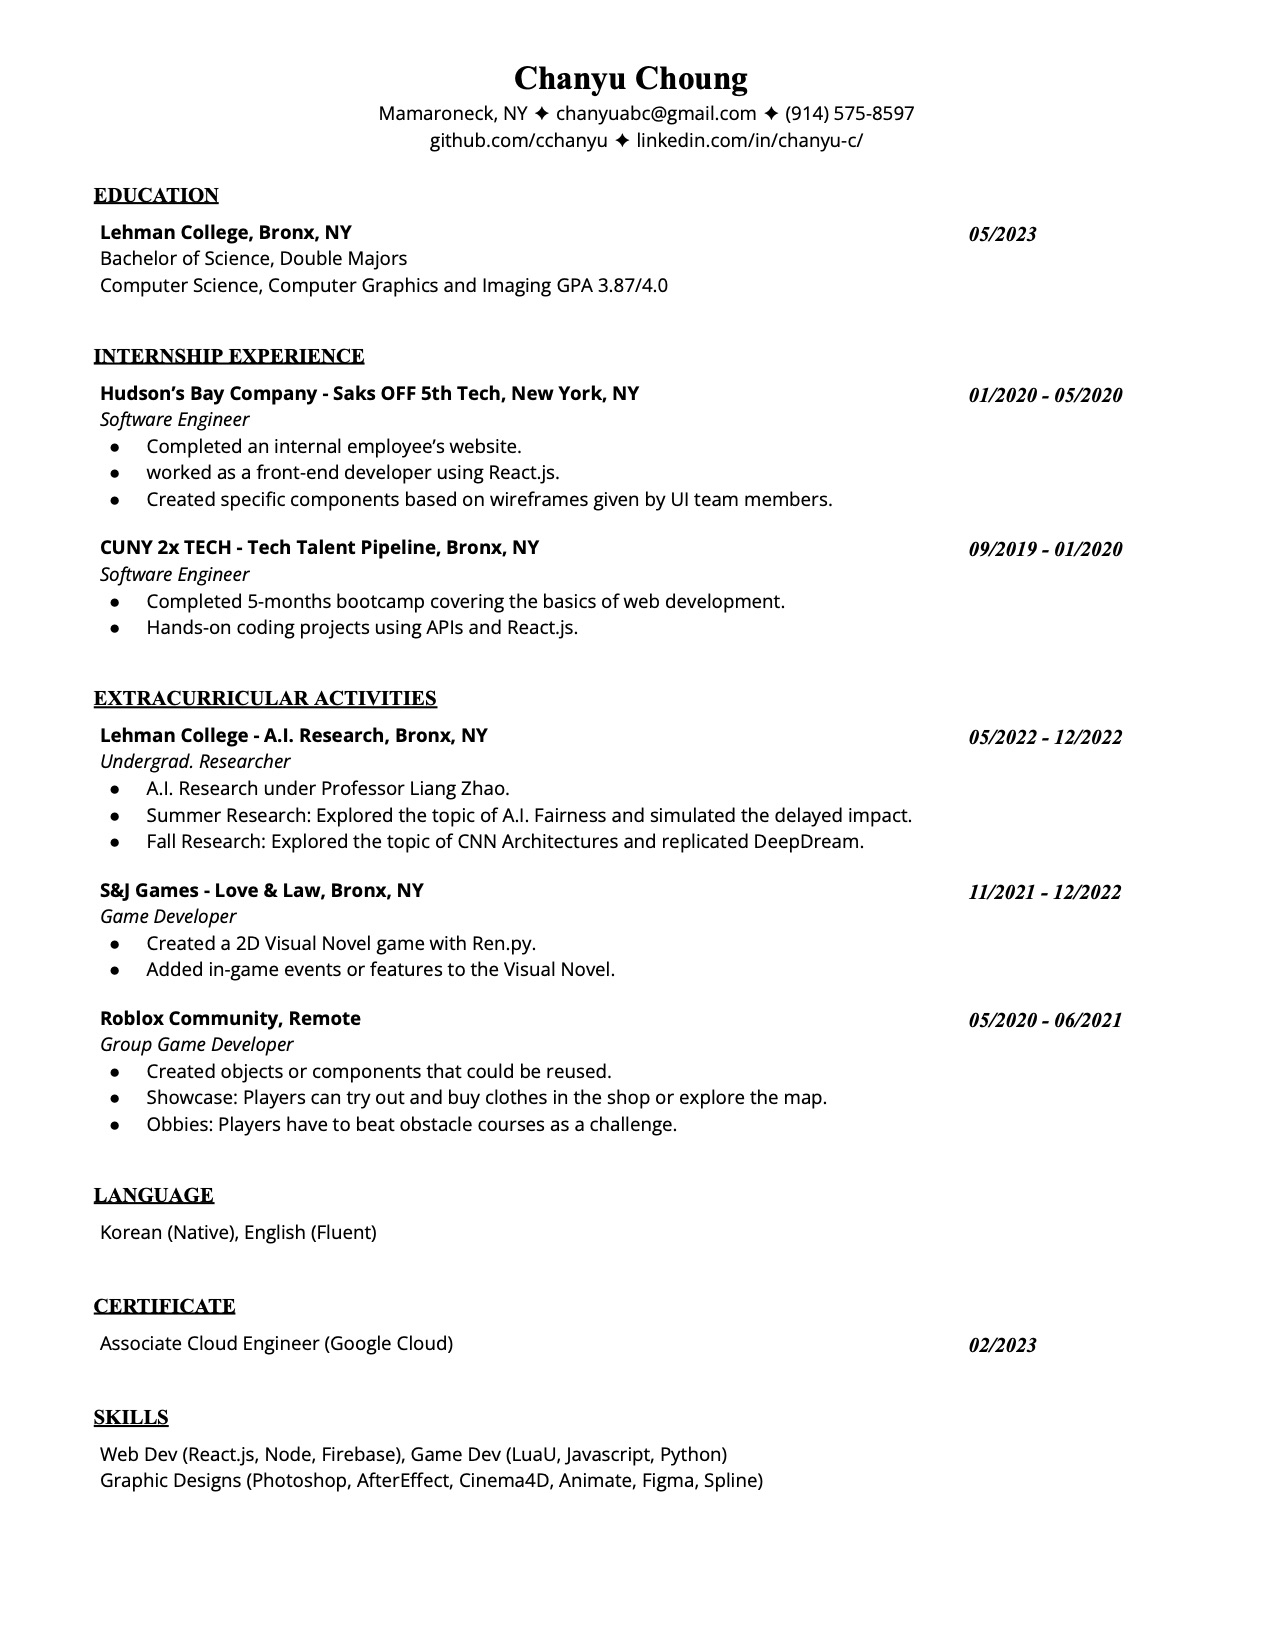 Chanyu Choung
Mamaroneck, NY ✦ chanyuabc@gmail.com ✦ (914) 575-8597
github.com/cchanyu ✦ linkedin.com/in/chanyu-c/
EDUCATION
Lehman College, Bronx, NY 05/2023
Bachelor of Science, Double Majors
Computer Science, Computer Graphics and Imaging GPA 3.87/4.0
INTERNSHIP EXPERIENCE
Hudson’s Bay Company - Saks OFF 5th Tech, New York, NY 01/2020 - 05/2020
Software Engineer
● Completed an internal employee’s website.
● worked as a front-end developer using React.js.
● Created specific components based on wireframes given by UI team members.
CUNY 2x TECH - Tech Talent Pipeline, Bronx, NY 09/2019 - 01/2020
Software Engineer
● Completed 5-months bootcamp covering the basics of web development.
● Hands-on coding projects using APIs and React.js.
EXTRACURRICULAR ACTIVITIES
Lehman College - A.I. Research, Bronx, NY 05/2022 - 12/2022
Undergrad. Researcher
● A.I. Research under Professor Liang Zhao.
● Summer Research: Explored the topic of A.I. Fairness and simulated the delayed impact.
● Fall Research: Explored the topic of CNN Architectures and replicated DeepDream.
S&J Games - Love & Law, Bronx, NY 11/2021 - 12/2022
Game Developer
● Created a 2D Visual Novel game with Ren.py.
● Added in-game events or features to the Visual Novel.
Roblox Community, Remote 05/2020 - 06/2021
Group Game Developer
● Created objects or components that could be reused.
● Showcase: Players can try out and buy clothes in the shop or explore the map.
● Obbies: Players have to beat obstacle courses as a challenge.
LANGUAGE
Korean (Native), English (Fluent)
CERTIFICATE
Associate Cloud Engineer (Google Cloud) 02/2023
SKILLS
Web Dev (React.js, Node, Firebase), Game Dev (LuaU, Javascript, Python)
Graphic Designs (Photoshop, AfterEffect, Cinema4D, Animate, Figma, Spline)